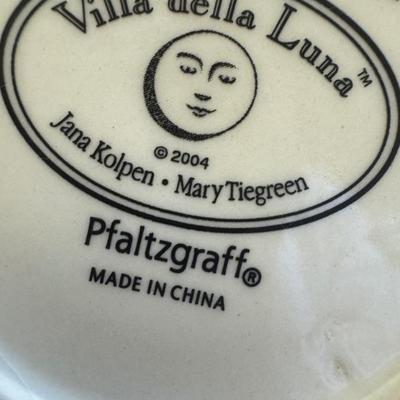 Villa della Luna™
© 2004
Jana Kolpen • Mary Tiegreen
Pfaltzgraff®
MADE IN CHINA